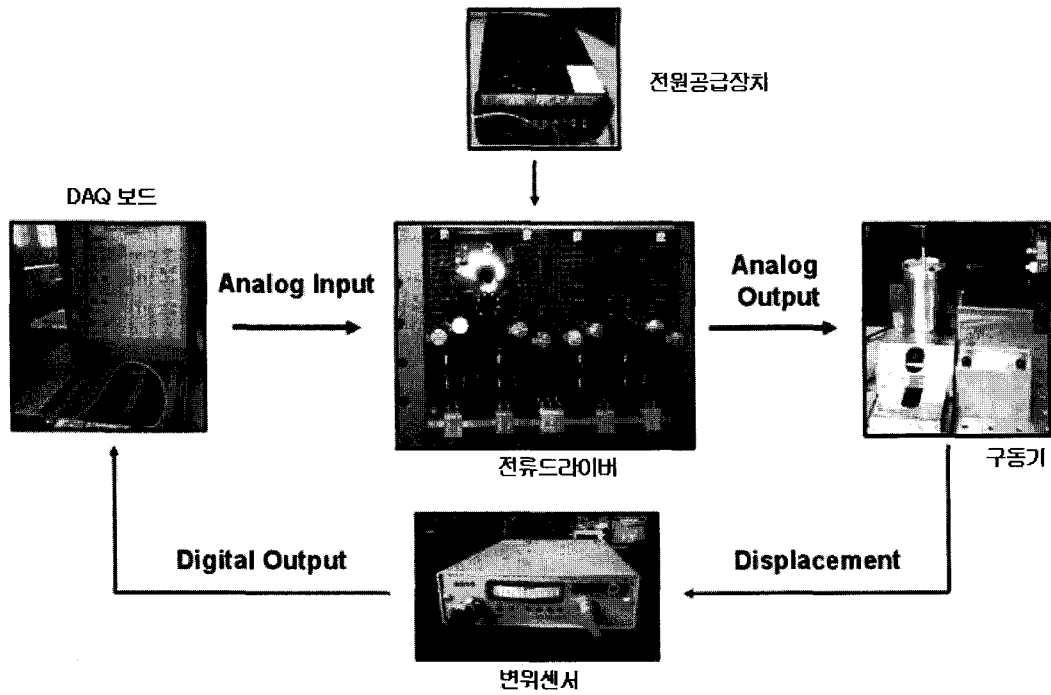 전원공급장치
DAQ 보드
Analog Input
Analog
Output
전류드라이버
구동기
Digital Output
Displacement
변위센서